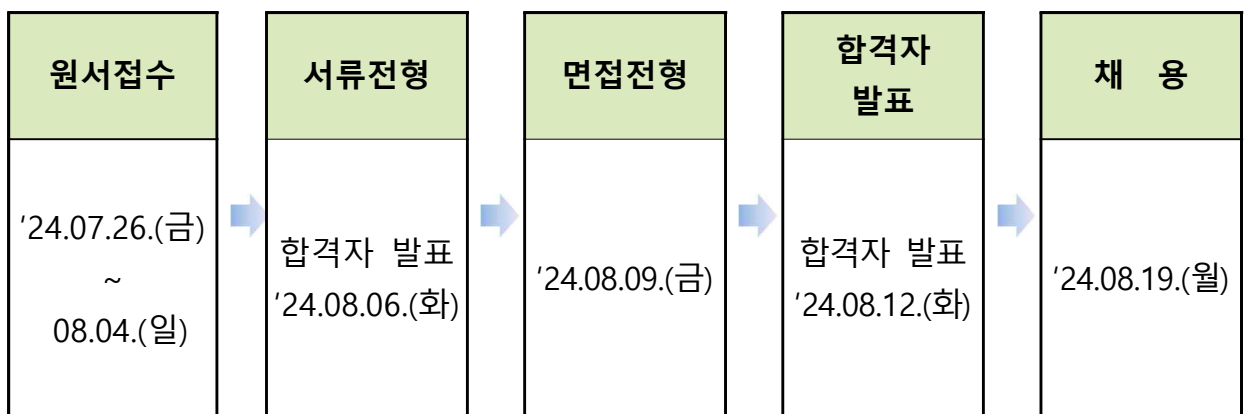 원서접수
'24.07.26.(금)
~
08.04.(일)
서류전형
합격자 발표
'24.08.06.(화)
면접전형
'24.08.09.(금)
합격자
발표
합격자 발표
'24.08.12.(화)
채 용
'24.08.19.(월)